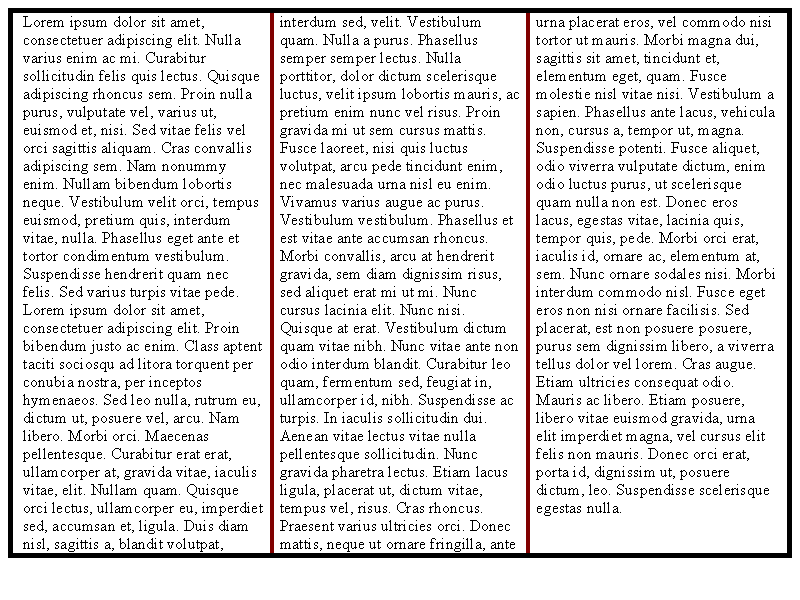 Lorem ipsum dolor sit amet,
consectetuer adipiscing elit. Nulla
varius enim ac mi. Curabitur
sollicitudin felis quis lectus. Quisque
adipiscing rhoncus sem. Proin nulla
purus, vulputate vel, varius ut,
euismod et, nisi. Sed vitae felis vel
orci sagittis aliquam. Cras convallis
adipiscing sem. Nam nonummy
enim. Nullam bibendum lobortis
neque. Vestibulum velit orci, tempus
euismod, pretium quis, interdum
vitae, nulla. Phasellus eget ante et
tortor condimentum vestibulum.
Suspendisse hendrerit quam nec
felis. Sed varius turpis vitae pede.
Lorem ipsum dolor sit amet,
consectetuer adipiscing elit. Proin
bibendum justo ac enim. Class aptent
taciti sociosqu ad litora torquent per
conubia nostra, per inceptos
hymenaeos. Sed leo nulla, rutrum eu,
dictum ut, posuere vel, arcu. Nam
libero. Morbi orci. Maecenas
pellentesque. Curabitur erat erat,
ullamcorper at, gravida vitae, iaculis
vitae, elit. Nullam quam. Quisque
orci lectus, ullamcorper eu, imperdiet
sed, accumsan et, ligula. Duis diam
nisl, sagittis a, blandit volutpat,
interdum sed, velit. Vestibulum
quam. Nulla a purus. Phasellus
semper semper lectus. Nulla
porttitor, dolor dictum scelerisque
luctus, velit ipsum lobortis mauris, ac
pretium enim nunc vel risus. Proin
gravida mi ut sem cursus mattis.
Fusce laoreet, nisi quis luctus
volutpat, arcu pede tincidunt enim,
nec malesuada urna nisl eu enim.
Vivamus varius augue ac purus.
Vestibulum vestibulum. Phasellus et
est vitae ante accumsan rhoncus.
Morbi convallis, arcu at hendrerit
gravida, sem diam dignissim risus,
sed aliquet erat mi ut mi. Nunc
cursus lacinia elit. Nunc nisi.
Quisque at erat. Vestibulum dictum
quam vitae nibh. Nunc vitae ante non
odio interdum blandit. Curabitur leo
quam, fermentum sed, feugiat in,
ullamcorper id, nibh. Suspendisse ac
turpis. In iaculis sollicitudin dui.
Aenean vitae lectus vitae nulla
pellentesque sollicitudin. Nunc
gravida pharetra lectus. Etiam lacus
ligula, placerat ut, dictum vitae,
tempus vel, risus. Cras rhoncus.
Praesent varius ultricies orci. Donec
mattis, neque ut ornare fringilla, ante
urna placerat eros, vel commodo nisi
tortor ut mauris. Morbi magna dui,
sagittis sit amet, tincidunt et,
elementum eget, quam. Fusce
molestie nisl vitae nisi. Vestibulum a
sapien. Phasellus ante lacus, vehicula
non, cursus a, tempor ut, magna.
Suspendisse potenti. Fusce aliquet,
odio viverra vulputate dictum, enim
odio luctus purus, ut scelerisque
quam nulla non est. Donec eros
lacus, egestas vitae, lacinia quis,
tempor quis, pede. Morbi orci erat,
iaculis id, ornare ac, elementum at,
sem. Nunc ornare sodales nisi. Morbi
interdum commodo nisl. Fusce eget
eros non nisi ornare facilisis. Sed
placerat, est non posuere posuere,
purus sem dignissim libero, a viverra
tellus dolor vel lorem. Cras augue.
Etiam ultricies consequat odio.
Mauris ac libero. Etiam posuere,
libero vitae euismod gravida, urna
elit imperdiet magna, vel cursus elit
felis non mauris. Donec orci erat,
porta id, dignissim ut, posuere
dictum, leo. Suspendisse scelerisque
egestas nulla.